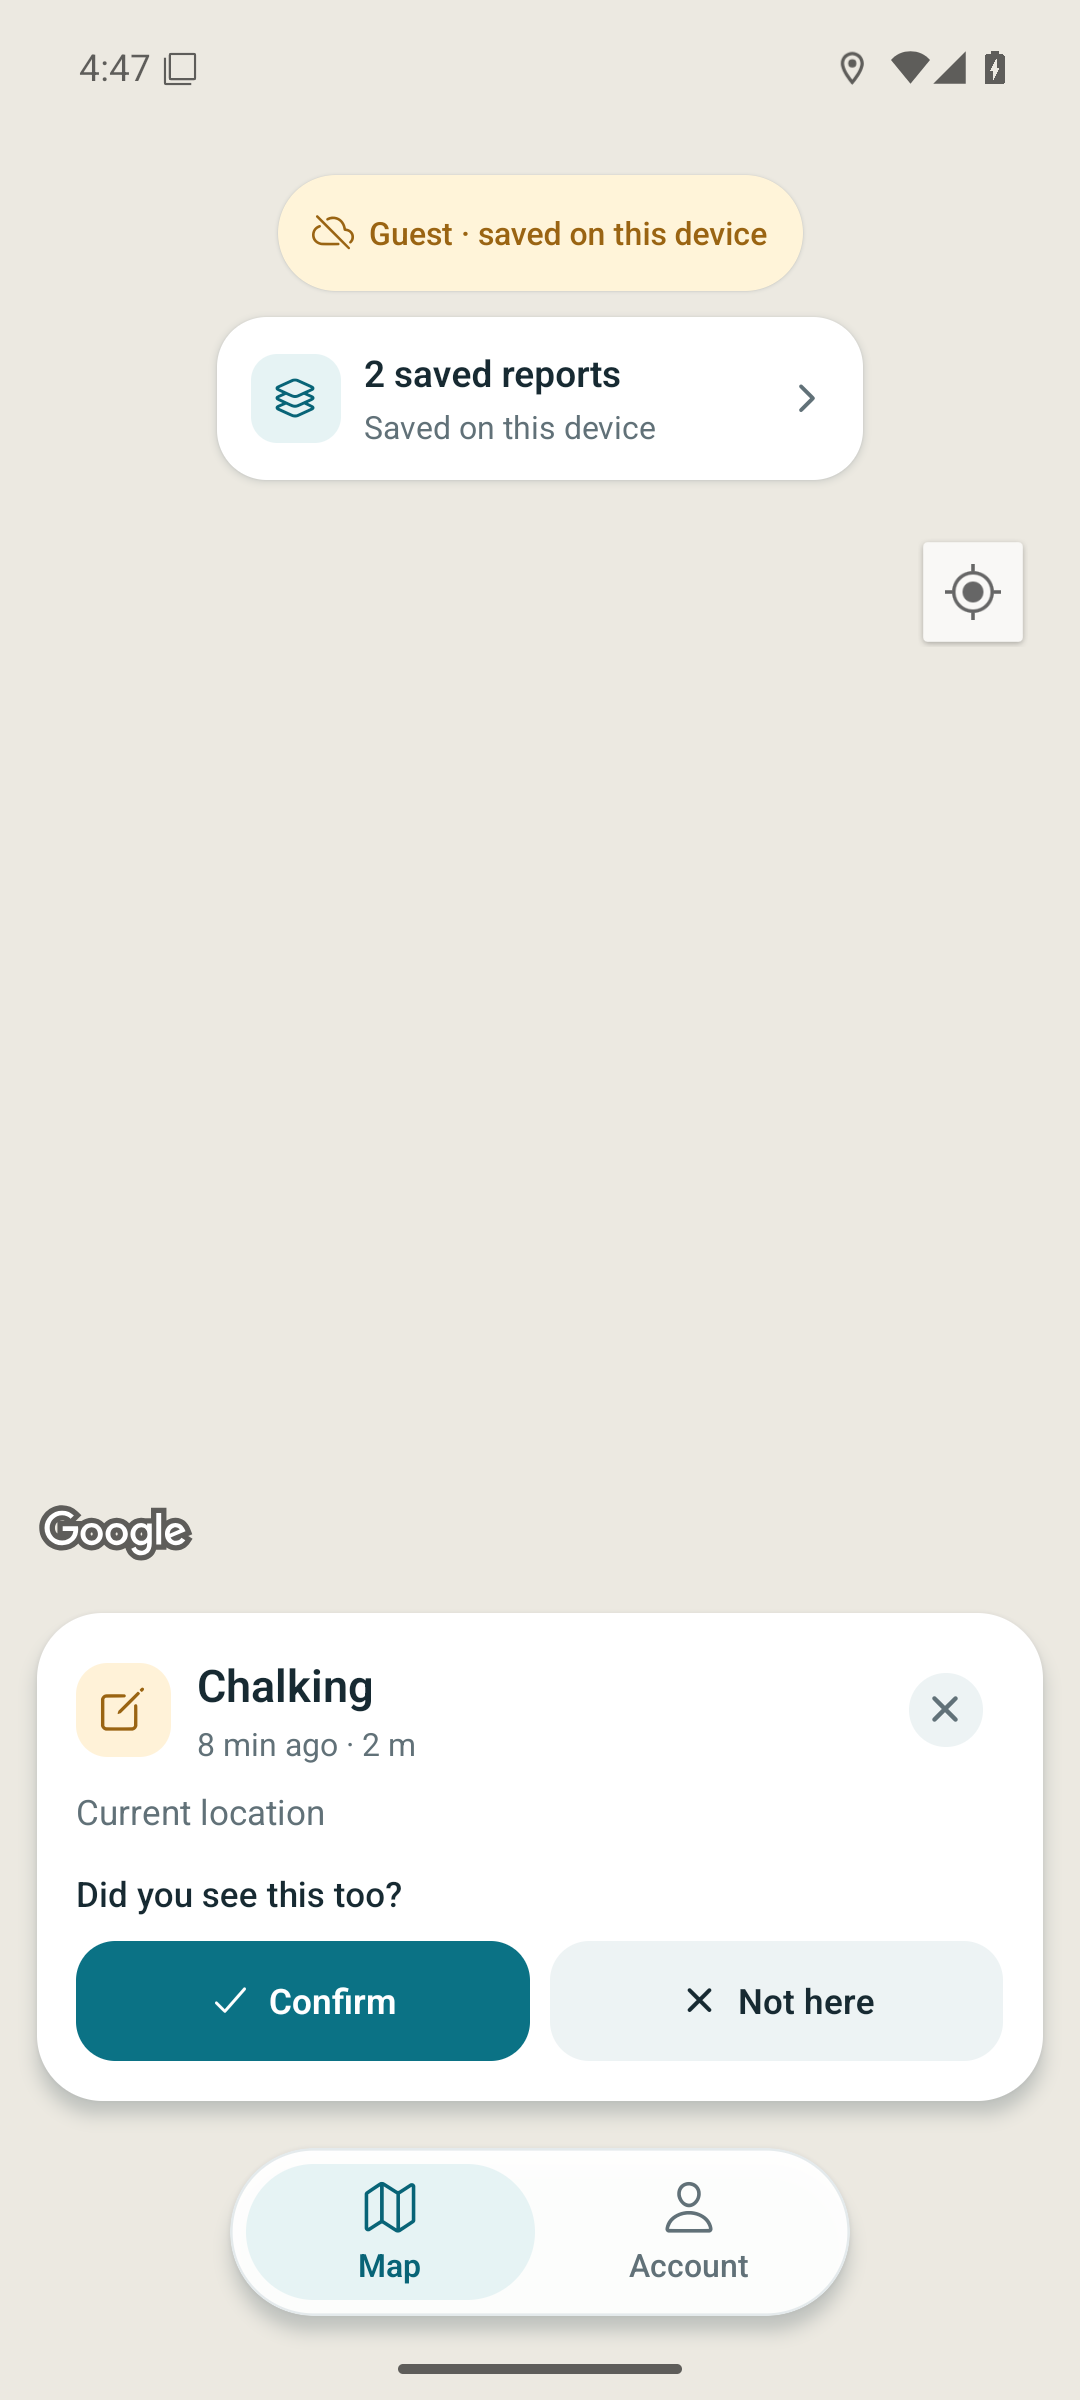 4:47
Guest · saved on this device
2 saved reports
Saved on this device
Google
Chalking
8 min ago · 2 m
Current location
Did you see this too?
Confirm
Not here
Map
Account